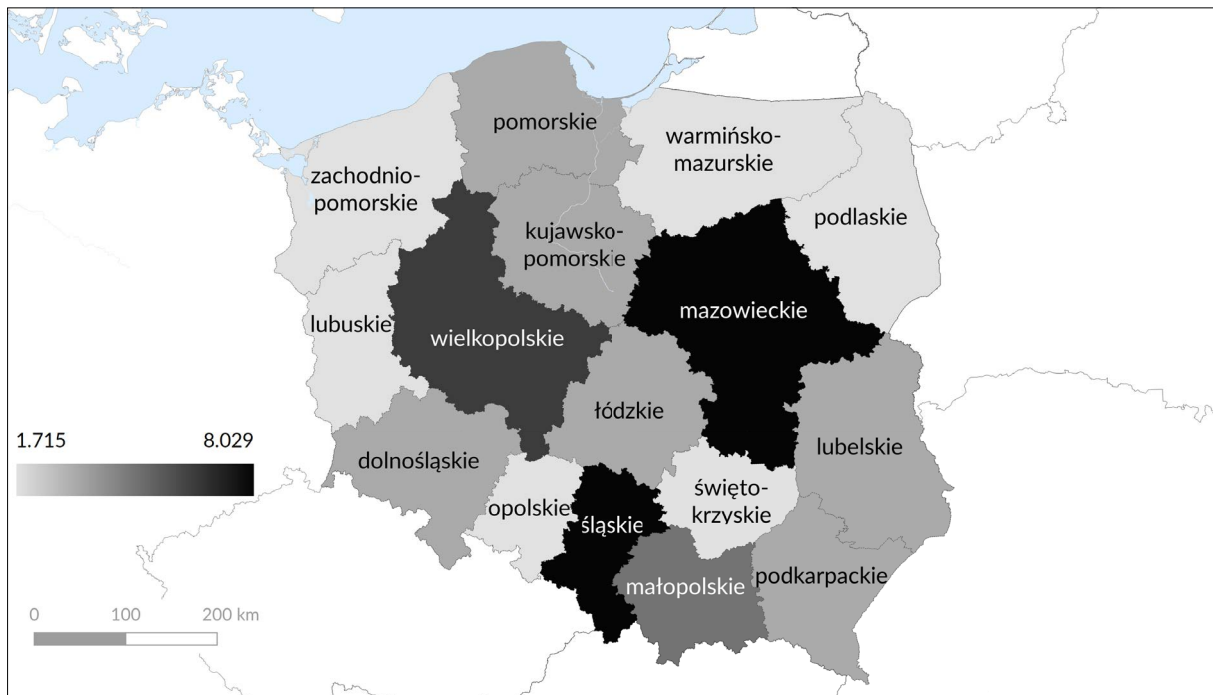 pomorskie
warmińsko-
mazurskie
zachodnio-
pomorskie
podlaskie
kujawsko-
pomorskie
mazowieckie
lubuskie
wielkopolskie
łódzkie
1.715 8.029
dolnośląskie
lubelskie
święto-
krzyskie
opolskie
śląskie
małopolskie
podkarpackie
0 100 200 km